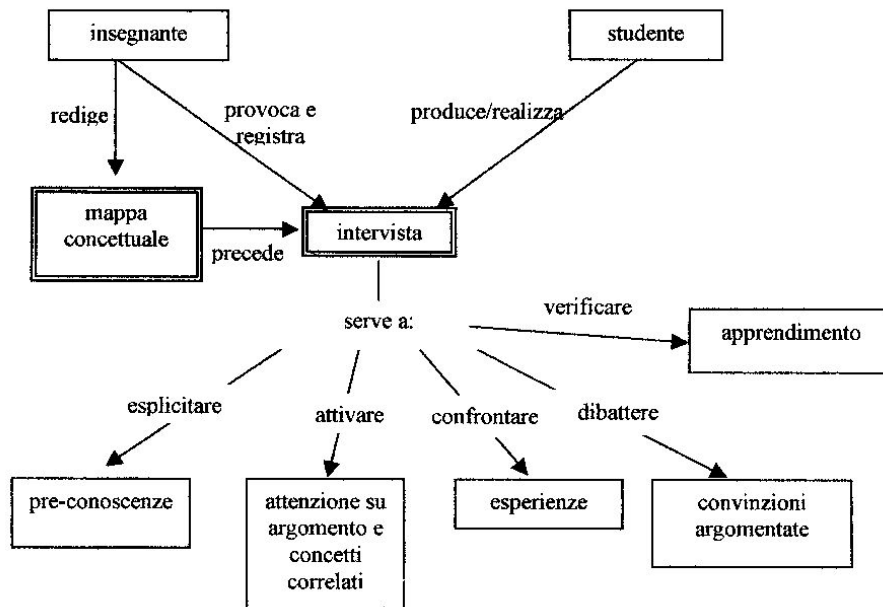 insegnante
studente
redige
provoca e
registra
produce/realizza
mappa
concettuale
precede
intervista
serve a:
verificare
apprendimento
esplicitare
attivare
confrontare
dibattere
pre-conoscenze
attenzione su
argomento e
concetti
correlati
esperienze
convinzioni
argomentate